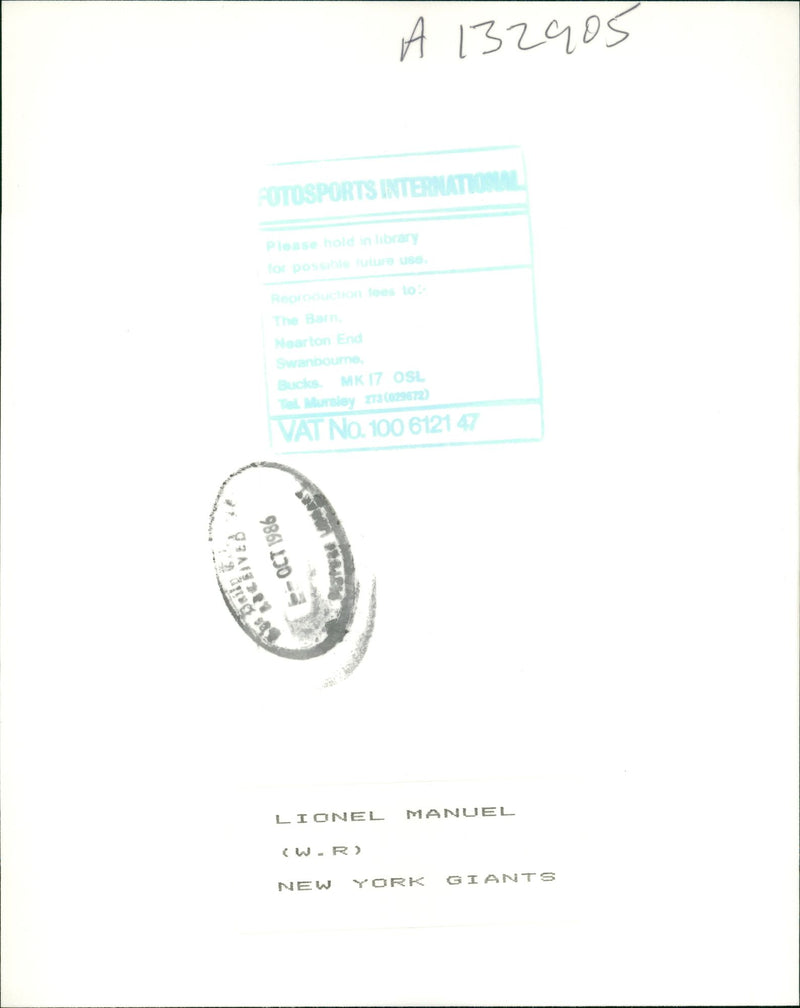 A 132905
FOTOSPORTS INTERNATIONAL
Please hold in library
for possible future use.
Reproduction fees to:-
The Barn,
Nearton End
Swanbourne,
Bucks. MK17 OSL
Tel. Mursley 273 (029672)
VAT No. 100 6121 47
RECEIVED
OCT 1986
LIONEL MANUEL
(W.R)
NEW YORK GIANTS